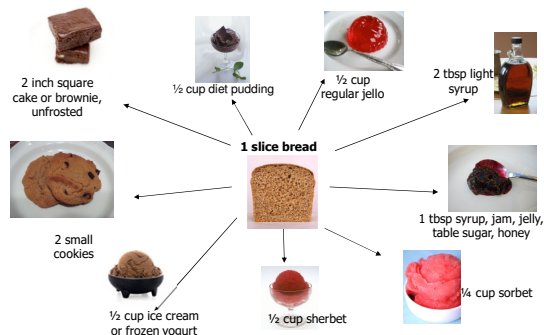 2 inch square
cake or brownie,
unfrosted
½ cup diet pudding
½ cup
regular jello
2 tbsp light
syrup
1 slice bread
2 small
cookies
1 tbsp syrup, jam, jelly,
table sugar, honey
½ cup ice cream
or frozen yogurt
½ cup sherbet
¼ cup sorbet